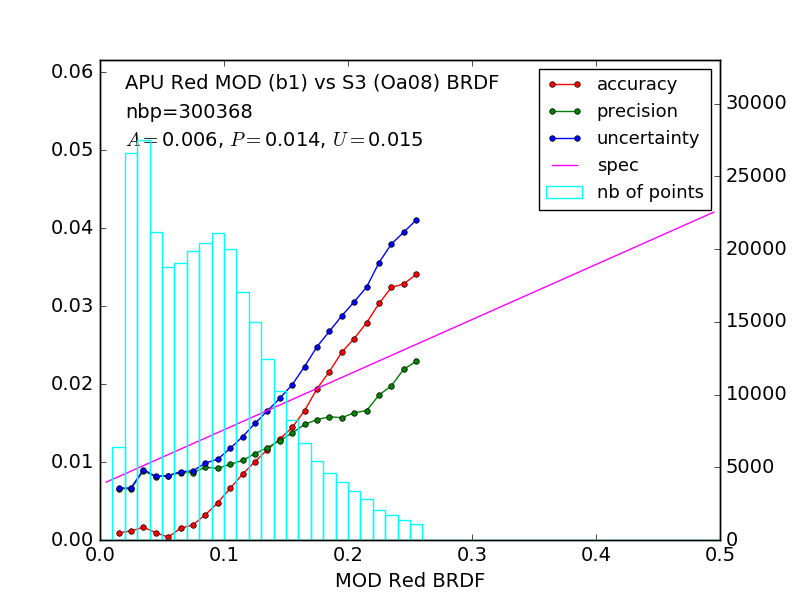 APU Red MOD (b1) vs S3 (Oa08) BRDF
nbp=300368
A=0.006, P=0.014, U=0.015
accuracy
precision
uncertainty
spec
nb of points
0.06
0.05
0.04
0.03
0.02
0.01
0.00
30000
25000
20000
15000
10000
5000
0
0.0 0.1 0.2 0.3 0.4 0.5
MOD Red BRDF